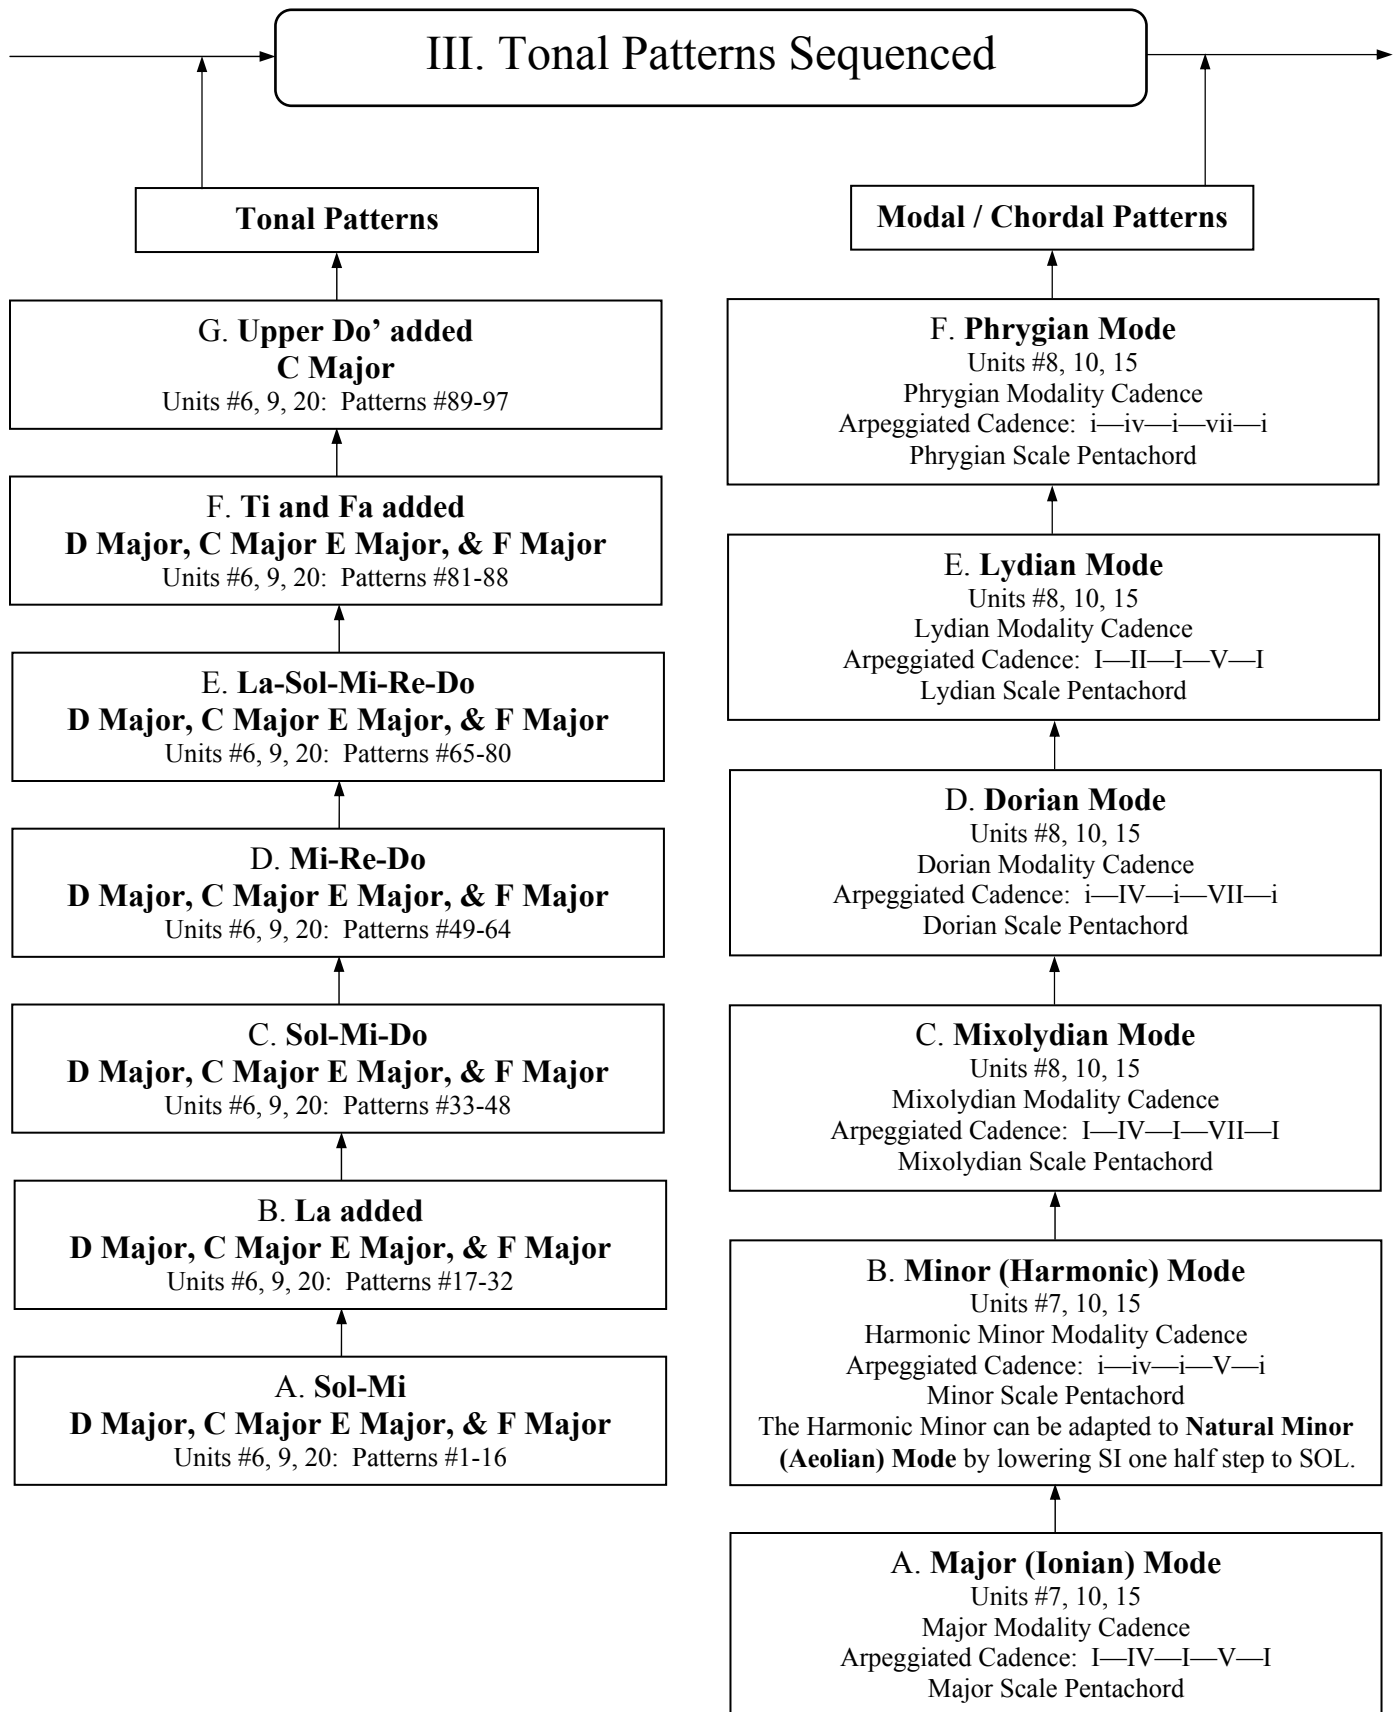 III. Tonal Patterns Sequenced
Tonal Patterns
G. Upper Do’ added
C Major
Units #6, 9, 20:  Patterns #89-97
F. Ti and Fa added
D Major, C Major E Major, & F Major
Units #6, 9, 20:  Patterns #81-88
E. La-Sol-Mi-Re-Do
D Major, C Major E Major, & F Major
Units #6, 9, 20:  Patterns #65-80
D. Mi-Re-Do
D Major, C Major E Major, & F Major
Units #6, 9, 20:  Patterns #49-64
C. Sol-Mi-Do
D Major, C Major E Major, & F Major
Units #6, 9, 20:  Patterns #33-48
B. La added
D Major, C Major E Major, & F Major
Units #6, 9, 20:  Patterns #17-32
A. Sol-Mi
D Major, C Major E Major, & F Major
Units #6, 9, 20:  Patterns #1-16
Modal / Chordal Patterns
F. Phrygian Mode
Units #8, 10, 15
Phrygian Modality Cadence
Arpeggiated Cadence:  i—iv—i—vii—i
Phrygian Scale Pentachord
E. Lydian Mode
Units #8, 10, 15
Lydian Modality Cadence
Arpeggiated Cadence:  I—II—I—V—I
Lydian Scale Pentachord
D. Dorian Mode
Units #8, 10, 15
Dorian Modality Cadence
Arpeggiated Cadence:  i—IV—i—VII—i
Dorian Scale Pentachord
C. Mixolydian Mode
Units #8, 10, 15
Mixolydian Modality Cadence
Arpeggiated Cadence:  I—IV—I—VII—I
Mixolydian Scale Pentachord
B. Minor (Harmonic) Mode
Units #7, 10, 15
Harmonic Minor Modality Cadence
Arpeggiated Cadence:  i—iv—i—V—i
Minor Scale Pentachord
The Harmonic Minor can be adapted to Natural Minor
(Aeolian) Mode by lowering SI one half step to SOL.
A. Major (Ionian) Mode
Units #7, 10, 15
Major Modality Cadence
Arpeggiated Cadence:  I—IV—I—V—I
Major Scale Pentachord